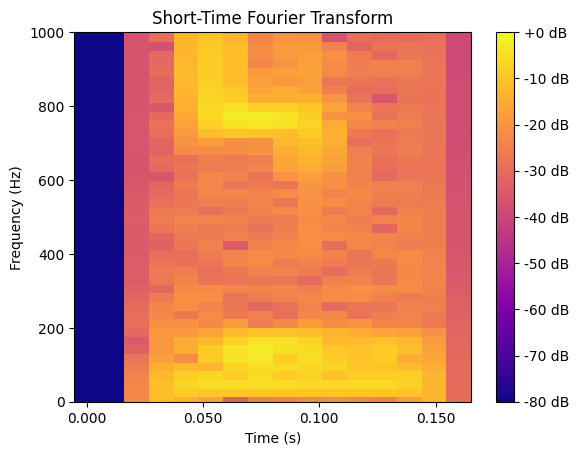 Short-Time Fourier Transform
1000
800
600
400
200
0
Frequency (Hz)
0.000
0.050
0.100
0.150
Time (s)
+0 dB
-10 dB
-20 dB
-30 dB
-40 dB
-50 dB
-60 dB
-70 dB
-80 dB